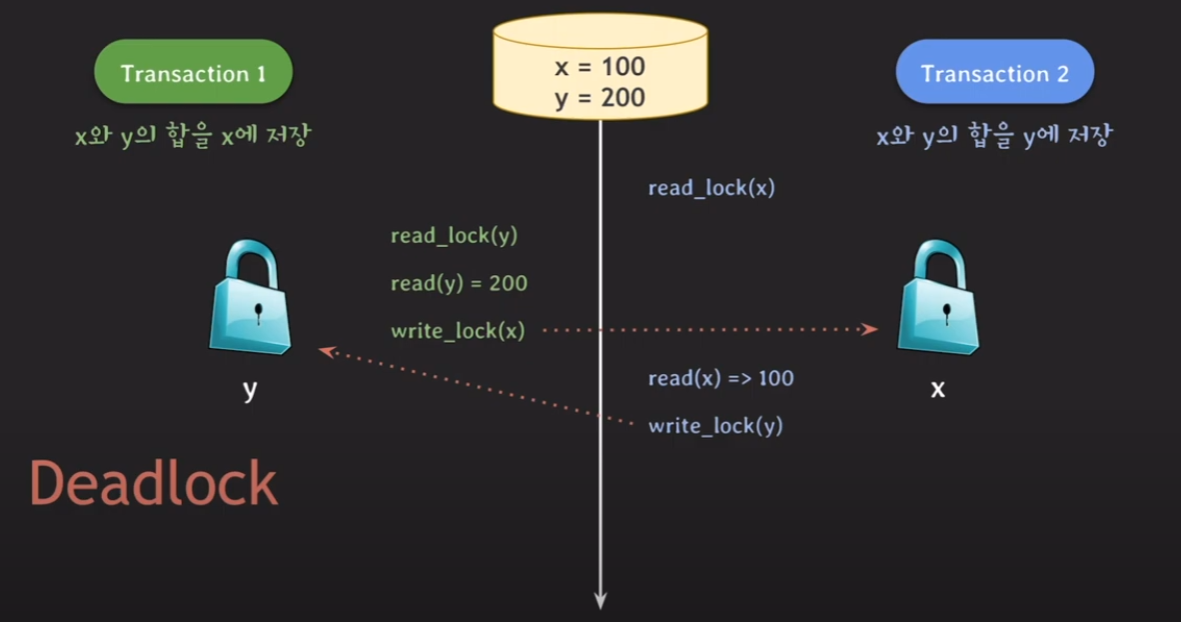 Transaction 1
x와 y의 합을 x에 저장
x = 100
y = 200
Transaction 2
x와 y의 합을 y에 저장
read_lock(x)
read_lock(y)
read(y) = 200
write_lock(x)
read(x) => 100
write_lock(y)
y
x
Deadlock